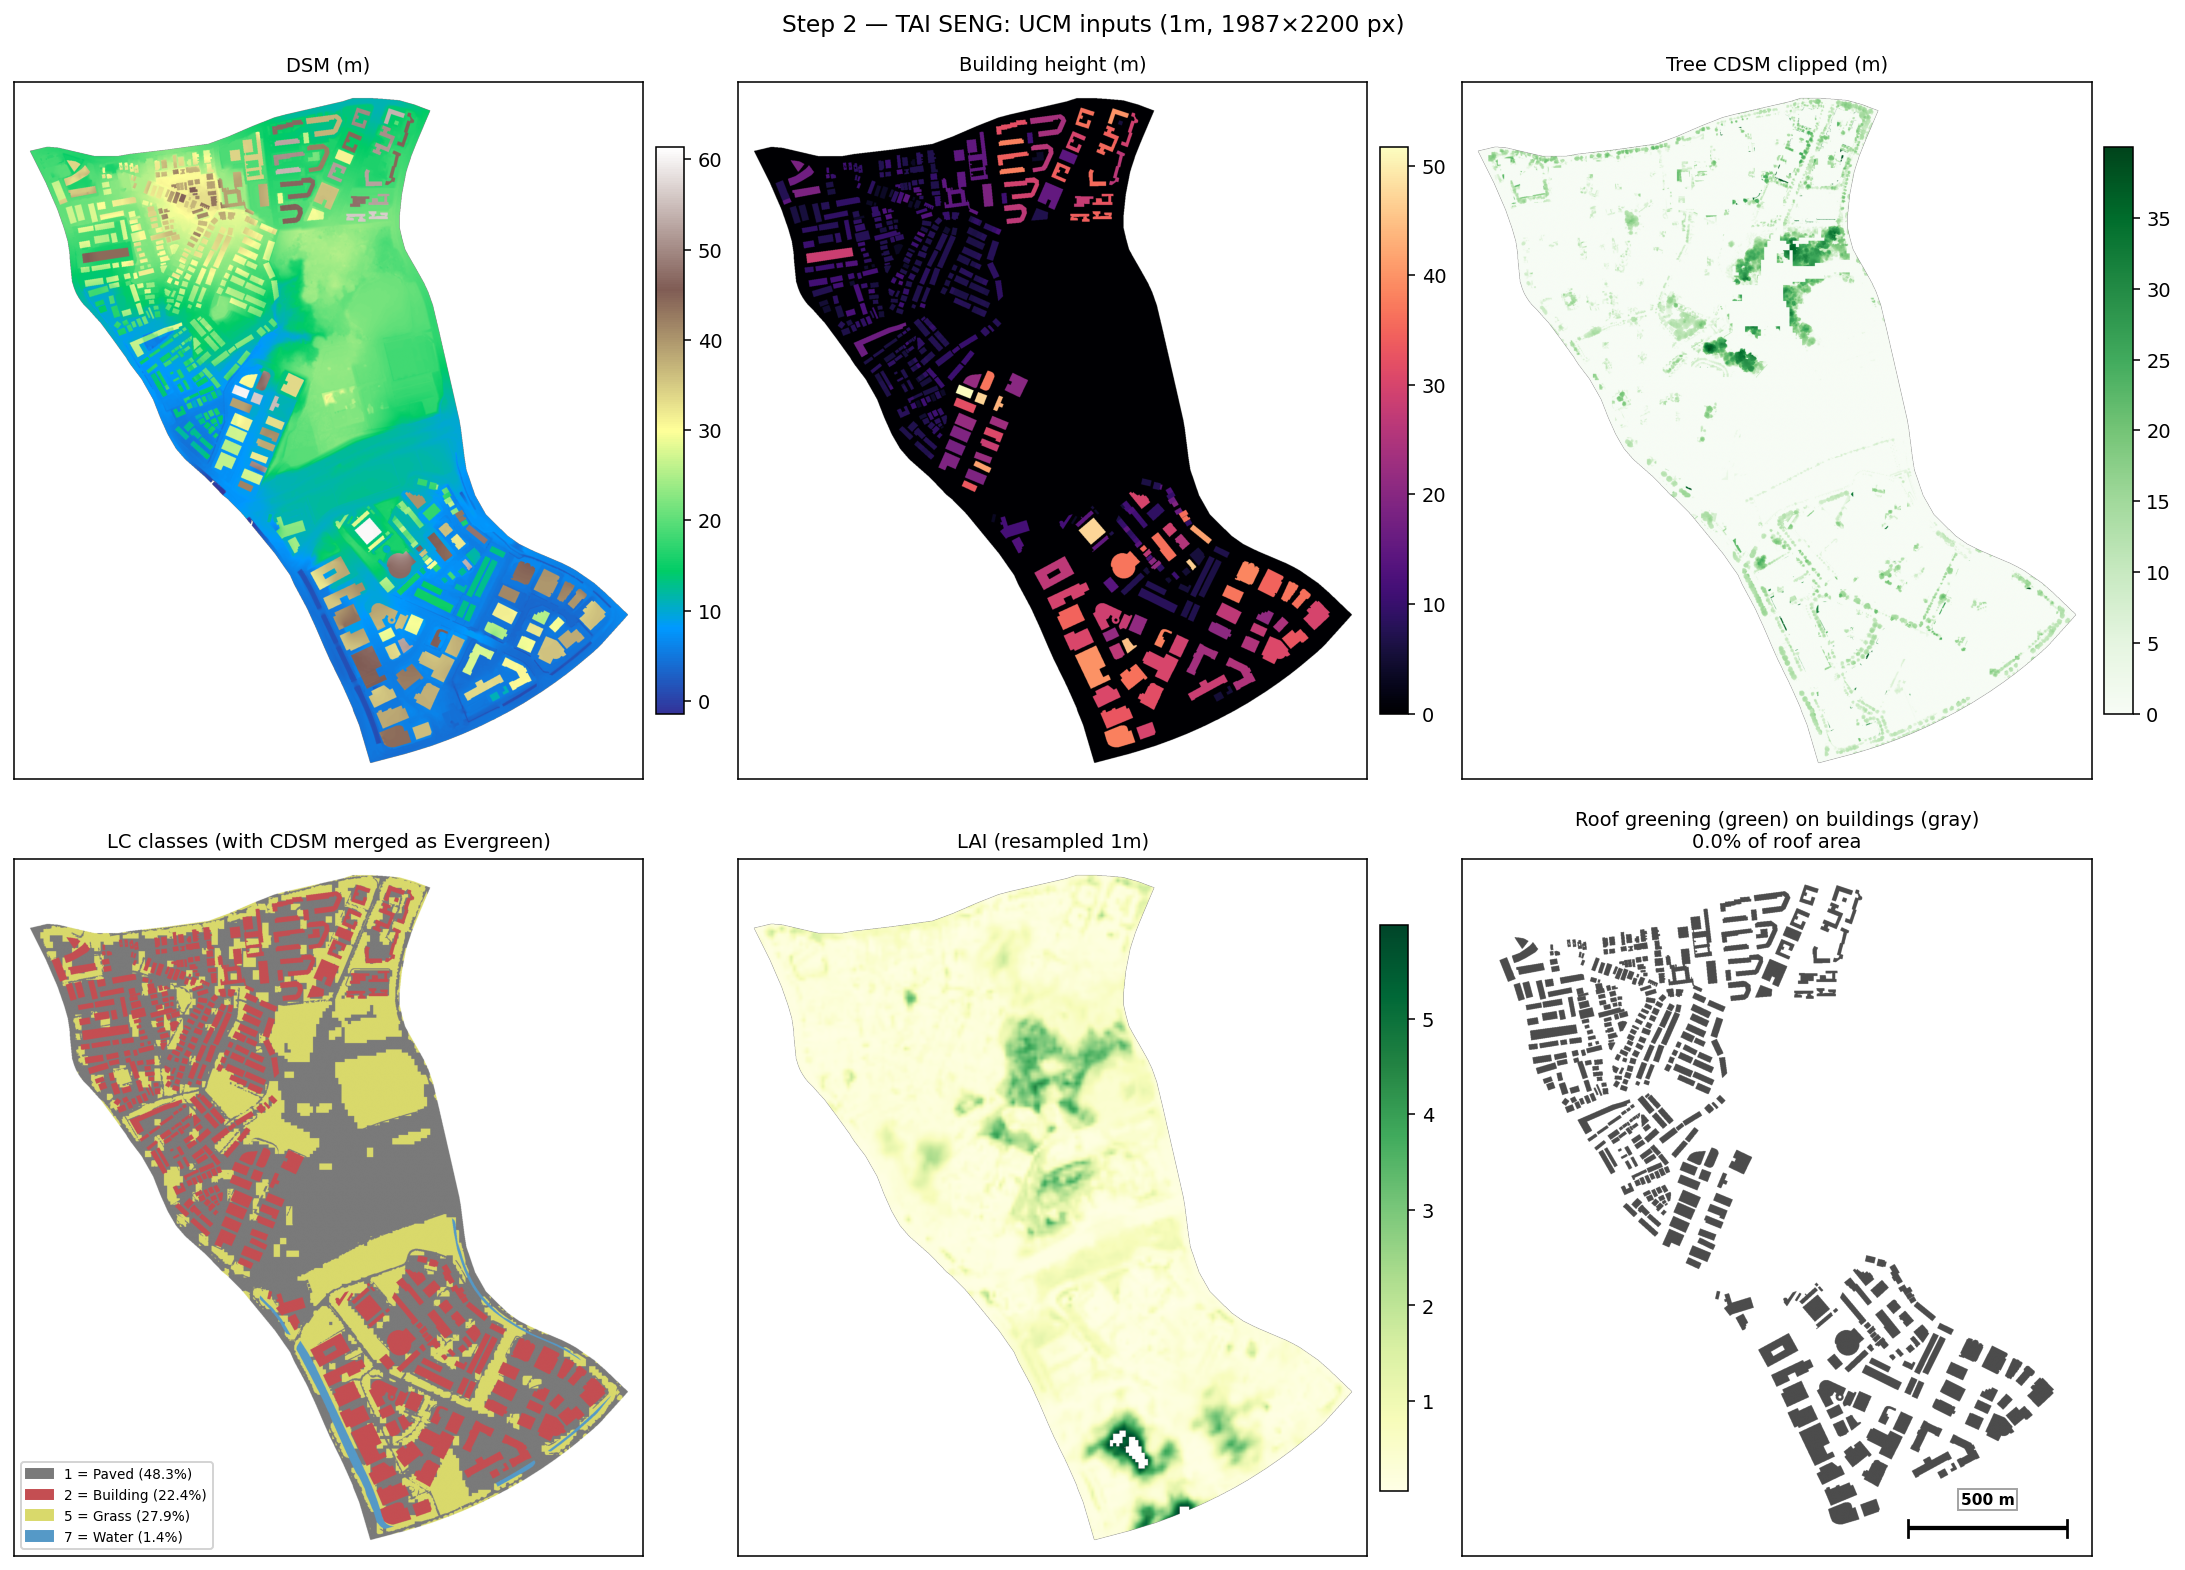 Step 2 — TAI SENG: UCM inputs (1m, 1987×2200 px)
DSM (m)
60
50
40
30
20
10
0
Building height (m)
50
40
30
20
10
0
Tree CDSM clipped (m)
35
30
25
20
15
10
5
0
LC classes (with CDSM merged as Evergreen)
1 = Paved (48.3%)
2 = Building (22.4%)
5 = Grass (27.9%)
7 = Water (1.4%)
LAI (resampled 1m)
5
4
3
2
1
Roof greening (green) on buildings (gray)
0.0% of roof area
500 m